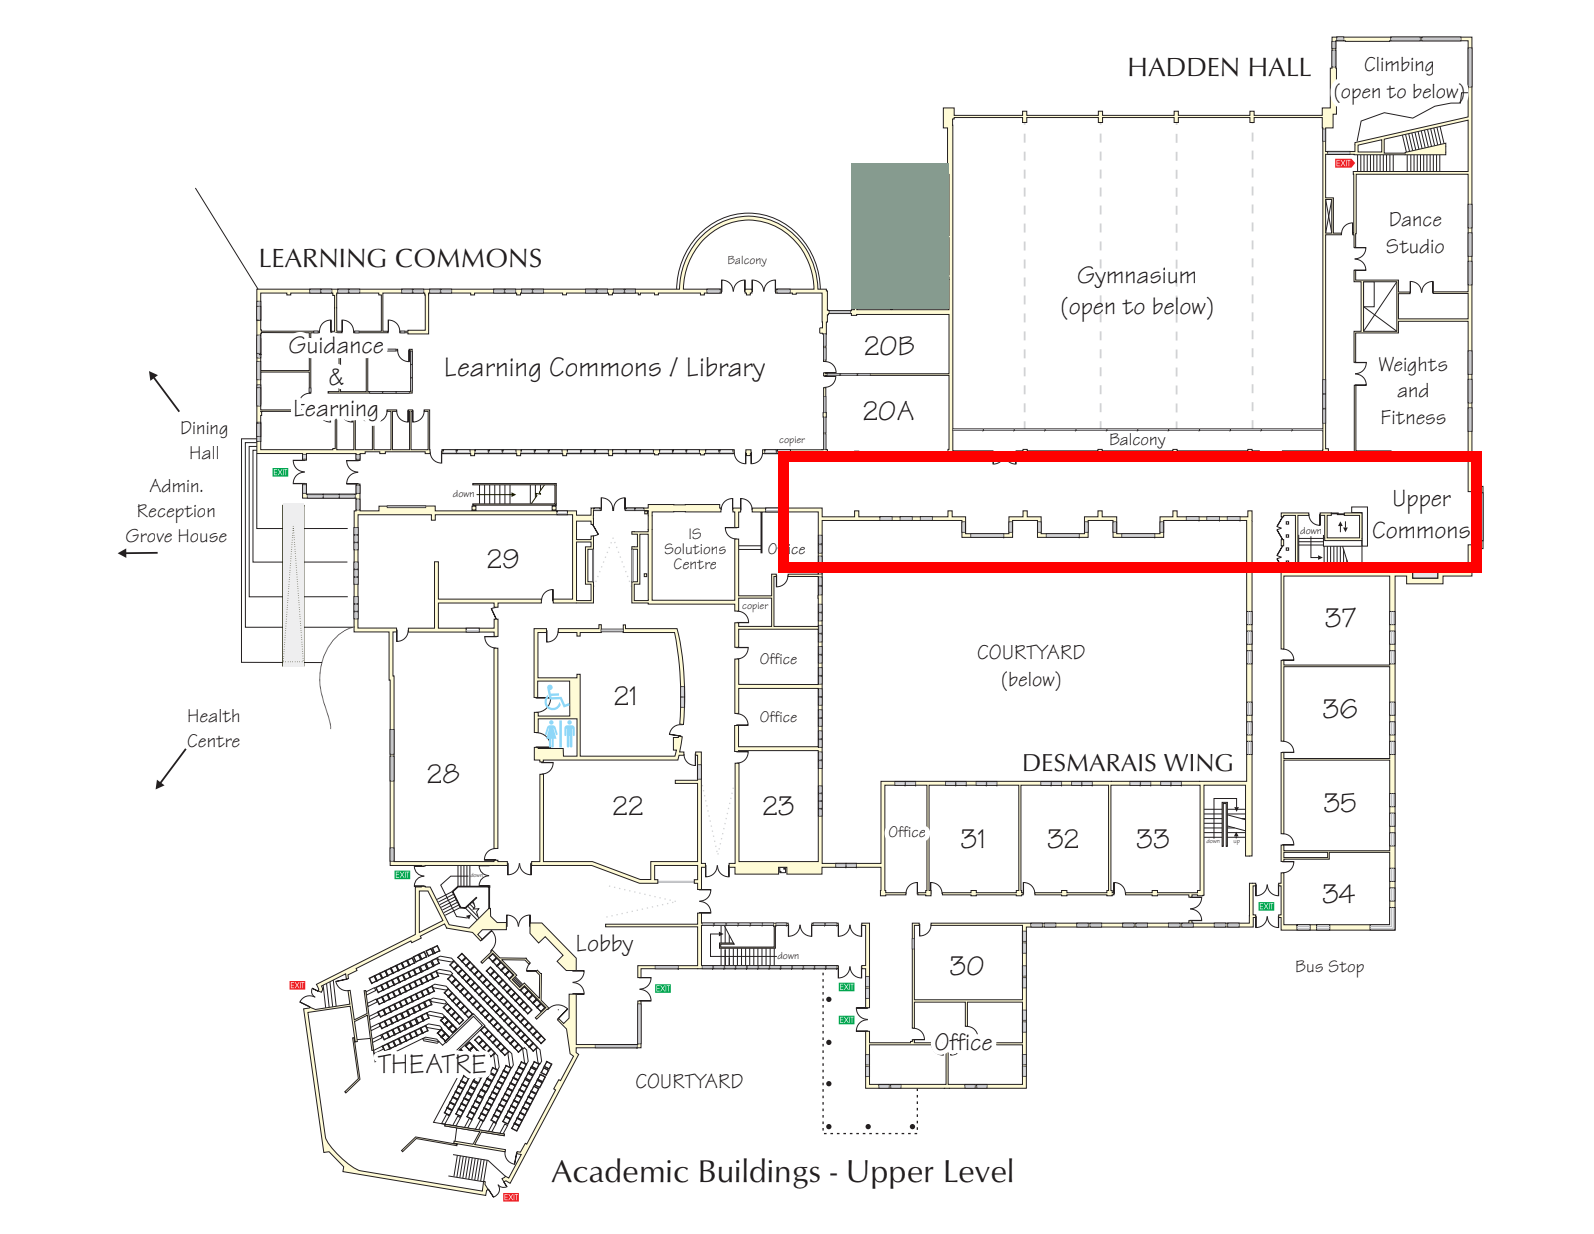 HADDEN HALL
Climbing
(open to below)
EXIT
Dance
Studio
LEARNING COMMONS
Balcony
Gymnasium
(open to below)
Guidance
&
Learning
Learning Commons / Library
20B
20A
Weights
and
Fitness
copier
Balcony
Dining
Hall
EXIT
Admin.
Reception
Grove House
down
Upper
Commons
down
29
IS
Solutions
Centre
Office
copier
37
COURTYARD
(below)
Office
21
36
Health
Centre
Office
DESMARAIS WING
28
22
23
35
Office
31
32
33
down
up
EXIT
down
34
EXIT
Lobby
down
30
Bus Stop
EXIT
EXIT
EXIT
EXIT
Office
THEATRE
COURTYARD
Academic Buildings - Upper Level
EXIT